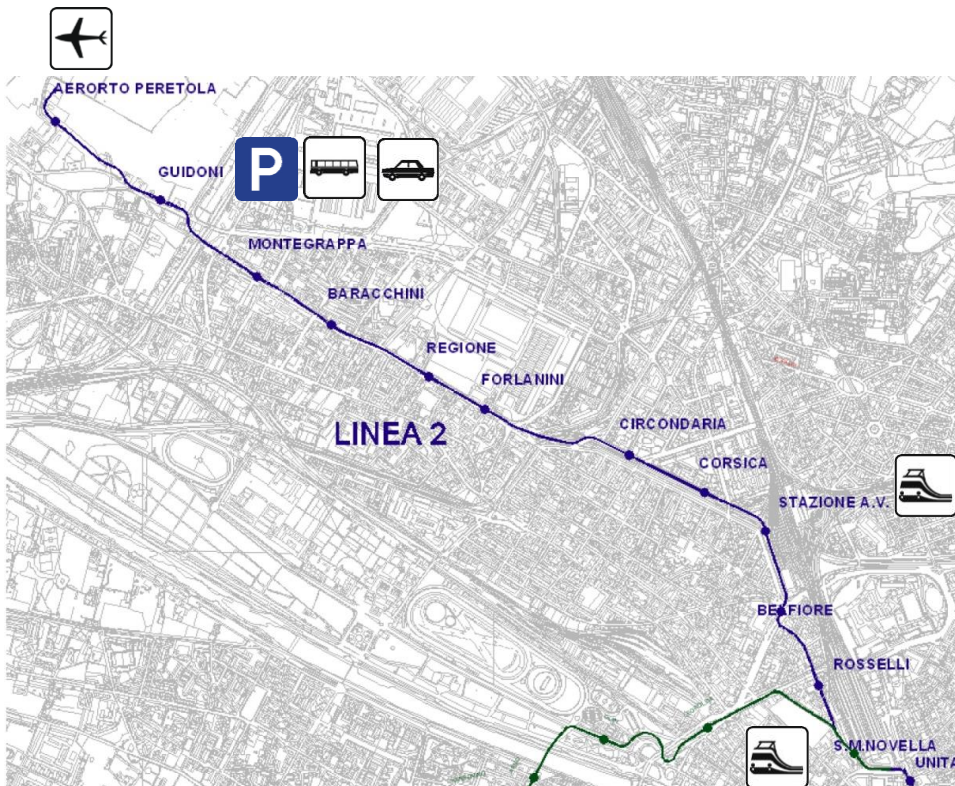 AERORTO PERETOLA
GUIDONI
P
MONTEGRAPPA
BARACCHINI
REGIONE
FORLANINI
LINEA 2
CIRCONDARIA
CORSICA
STAZIONE A.V.
BELFIORE
ROSSELLI
S.M.NOVELLA
UNITA